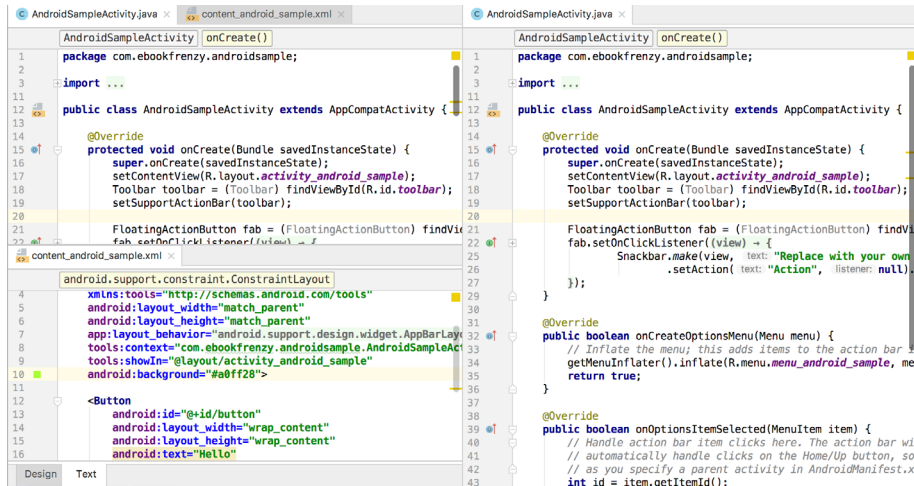 AndroidSampleActivity.java × content_android_sample.xml ×
AndroidSampleActivity onCreate()
1 package com.ebookfrenzy.androidsample;
2
3 import ...
11
12 public class AndroidSampleActivity extends AppCompatActivity {
13
14 @Override
15 protected void onCreate(Bundle savedInstanceState) {
16 super.onCreate(savedInstanceState);
17 setContentView(R.layout.activity_android_sample);
18 Toolbar toolbar = (Toolbar) findViewById(R.id.toolbar);
19 setSupportActionBar(toolbar);
20
21 FloatingActionButton fab = (FloatingActionButton) findVie
22 fab.setOnClickListener((view) → {
content_android_sample.xml ×
android.support.constraint.ConstraintLayout
4 xmlns:tools="http://schemas.android.com/tools"
5 android:layout_width="match_parent"
6 android:layout_height="match_parent"
7 app:layout_behavior="android.support.design.widget.AppBarLayo
8 tools:context="com.ebookfrenzy.androidsample.AndroidSampleAct
9 tools:showIn="@layout/activity_android_sample"
10 android:background="#a0ff28">
11
12 <Button
13 android:id="@+id/button"
14 android:layout_width="wrap_content"
15 android:layout_height="wrap_content"
16 android:text="Hello"
Design Text
AndroidSampleActivity.java ×
AndroidSampleActivity onCreate()
1 package com.ebookfrenzy.androidsample;
2
3 import ...
11
12 public class AndroidSampleActivity extends AppCompatActivity {
13
14 @Override
15 protected void onCreate(Bundle savedInstanceState) {
16 super.onCreate(savedInstanceState);
17 setContentView(R.layout.activity_android_sample);
18 Toolbar toolbar = (Toolbar) findViewById(R.id.toolbar);
19 setSupportActionBar(toolbar);
20
21 FloatingActionButton fab = (FloatingActionButton) findVi
22 fab.setOnClickListener((view) → {
25 Snackbar.make(view, text: "Replace with your own
26 .setAction( text: "Action", listener: null).
27 });
29 }
30
31 @Override
32 public boolean onCreateOptionsMenu(Menu menu) {
33 // Inflate the menu; this adds items to the action bar i
34 getMenuInflater().inflate(R.menu.menu_android_sample, me
35 return true;
36 }
37
38 @Override
39 public boolean onOptionsItemSelected(MenuItem item) {
40 // Handle action bar item clicks here. The action bar wi
41 // automatically handle clicks on the Home/Up button, so
42 // as you specify a parent activity in AndroidManifest.x
43 int id = item.getItemId();